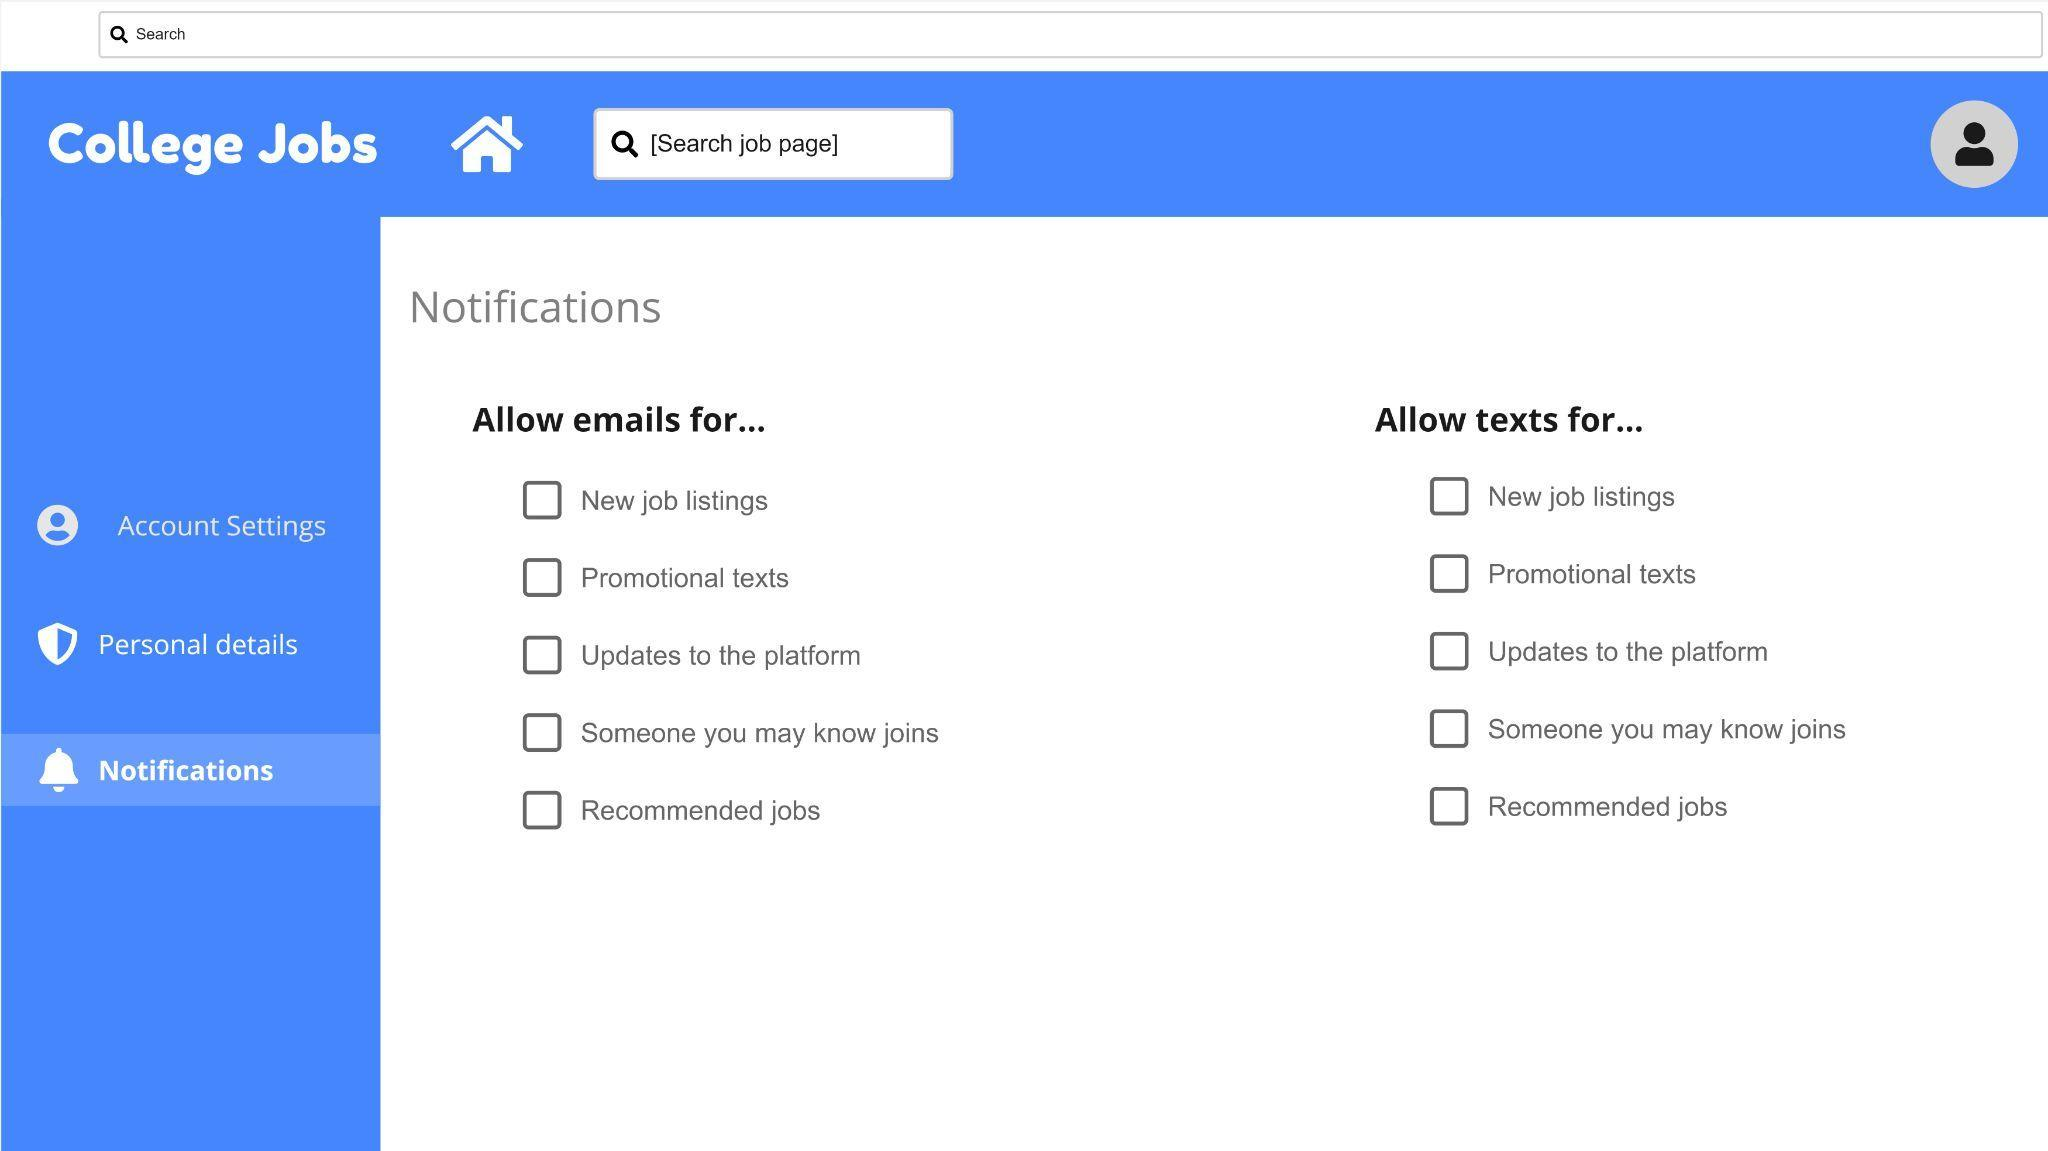 Search
College Jobs
[Search job page]
Notifications
Allow emails for...
New job listings
Promotional texts
Updates to the platform
Someone you may know joins
Recommended jobs
Allow texts for...
New job listings
Promotional texts
Updates to the platform
Someone you may know joins
Recommended jobs
Account Settings
Personal details
Notifications